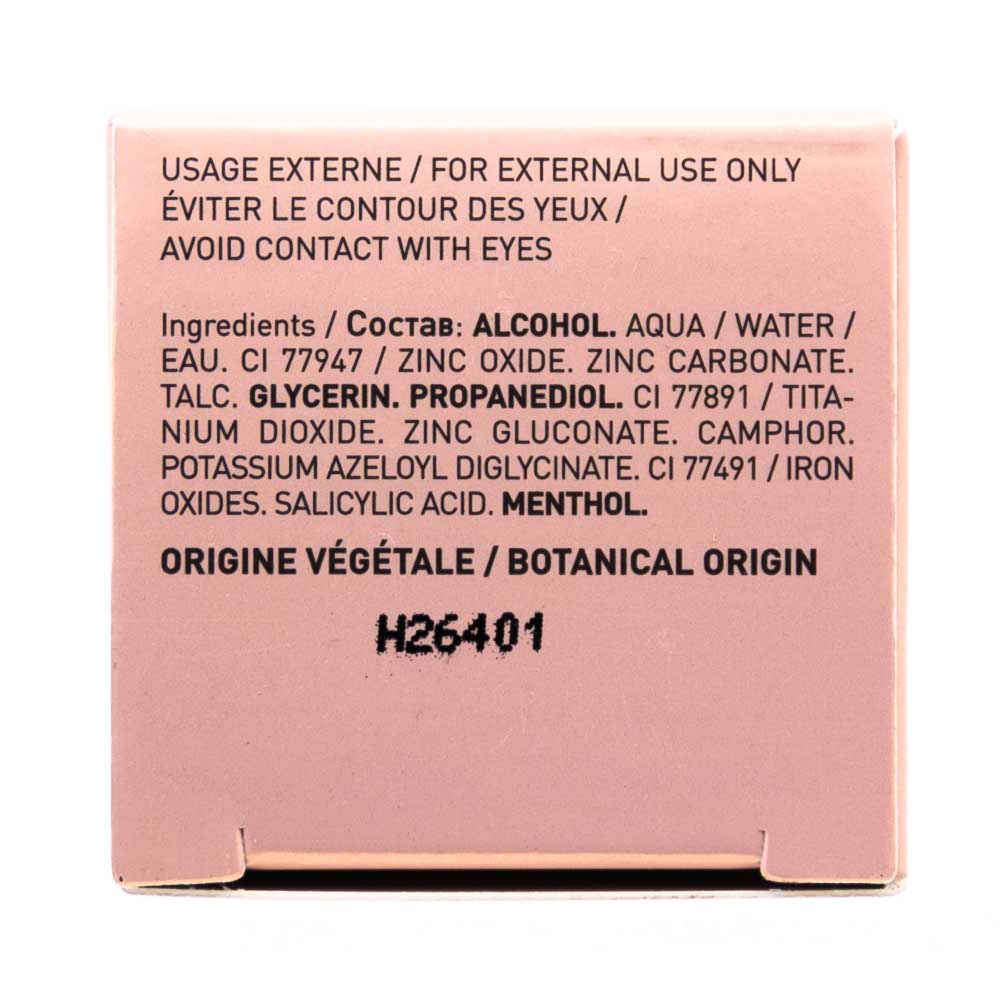 USAGE EXTERNE / FOR EXTERNAL USE ONLY
ÉVITER LE CONTOUR DES YEUX /
AVOID CONTACT WITH EYES
Ingredients / Состав: ALCOHOL. AQUA / WATER /
EAU. CI 77947 / ZINC OXIDE. ZINC CARBONATE.
TALC. GLYCERIN. PROPANEDIOL. CI 77891 / TITA-
NIUM DIOXIDE. ZINC GLUCONATE. CAMPHOR.
POTASSIUM AZELOYL DIGLYCINATE. CI 77491 / IRON
OXIDES. SALICYLIC ACID. MENTHOL.
ORIGINE VÉGÉTALE / BOTANICAL ORIGIN
H26401